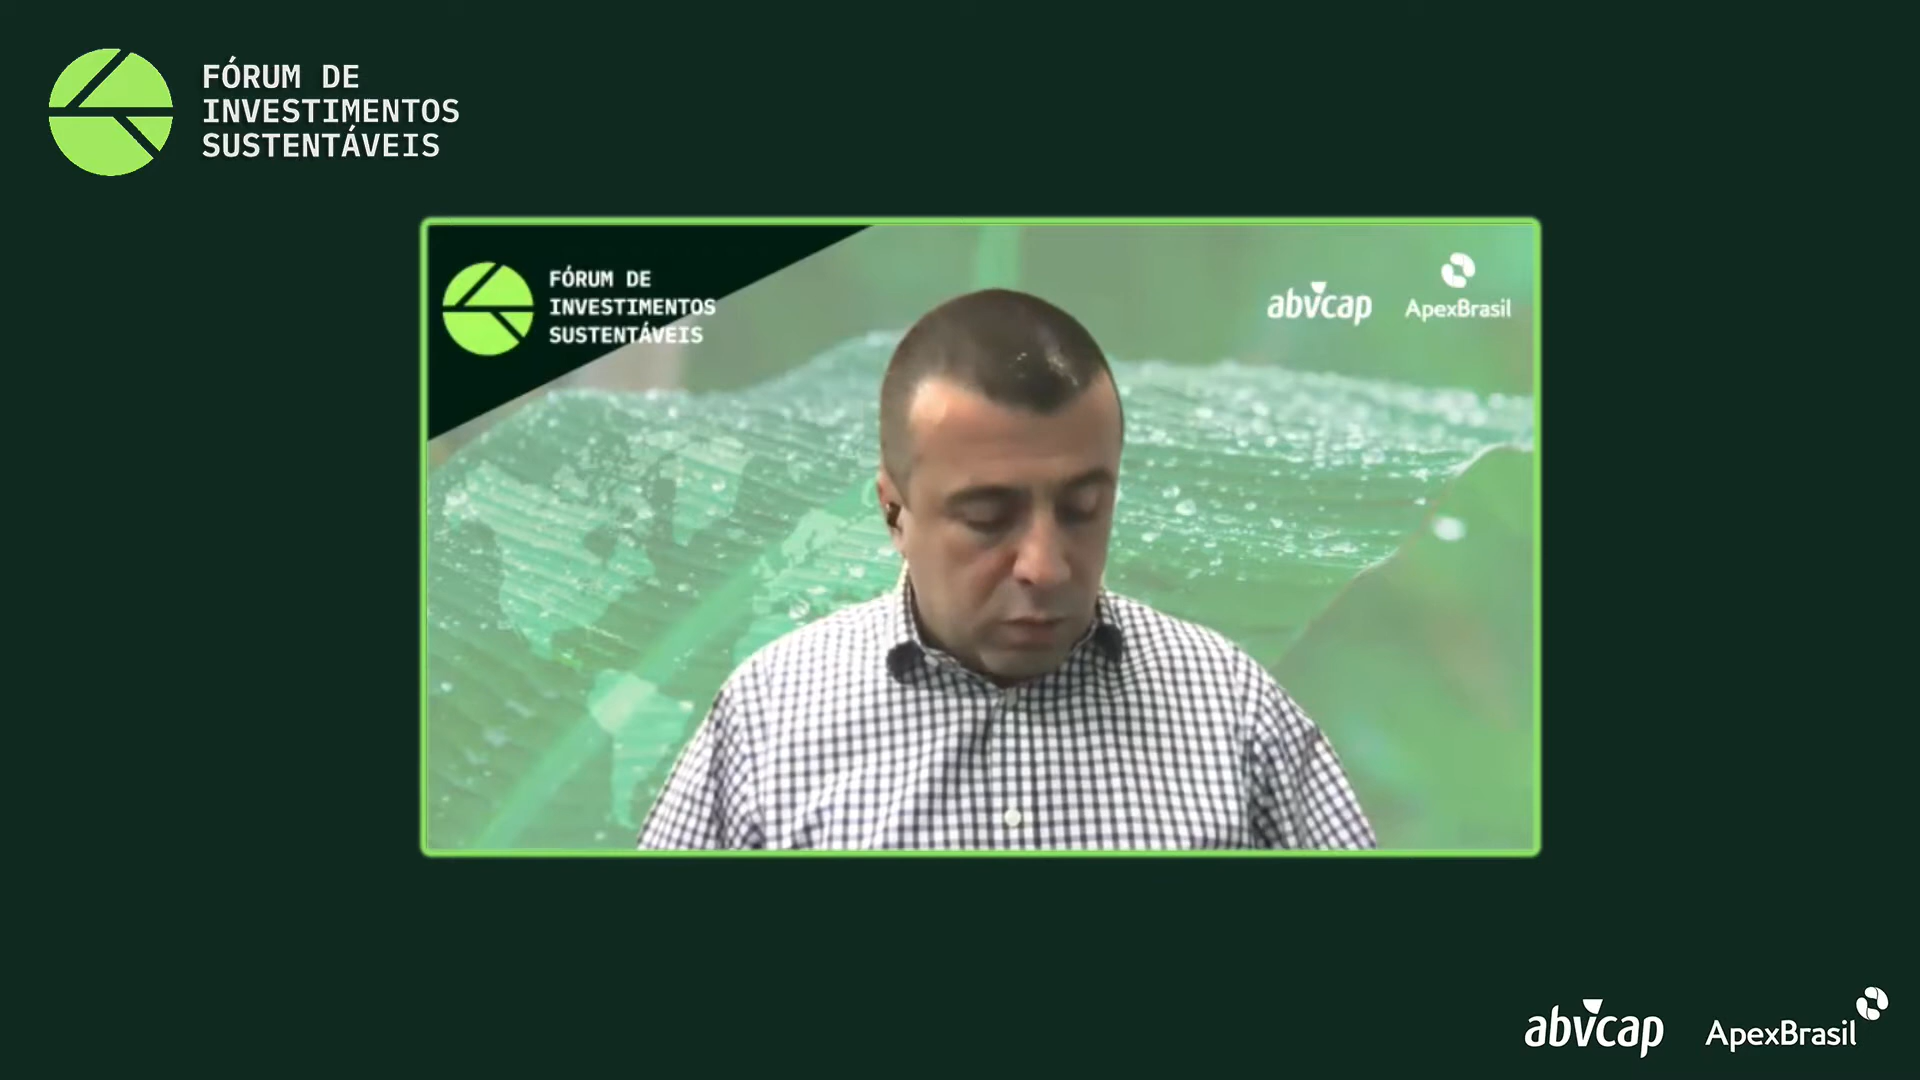 FÓRUM DE
INVESTIMENTOS
SUSTENTÁVEIS
FÓRUM DE
INVESTIMENTOS
SUSTENTÁVEIS
abvcap
ApexBrasil
abvcap
ApexBrasil